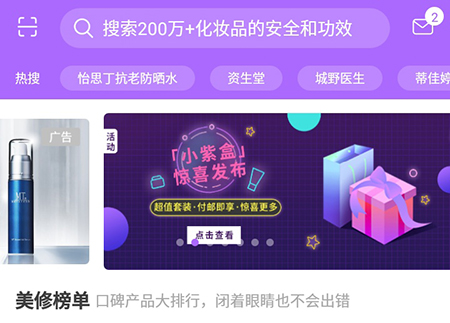 搜索200万+化妆品的安全和功效
2
热搜
怡思丁抗老防晒水
资生堂
城野医生
蒂佳婷
广告
MT
活动
「小紫盒」
惊喜发布
超值套装·付邮即享·惊喜更多
点击查看
美修榜单 口碑产品大排行，闭着眼睛也不会出错